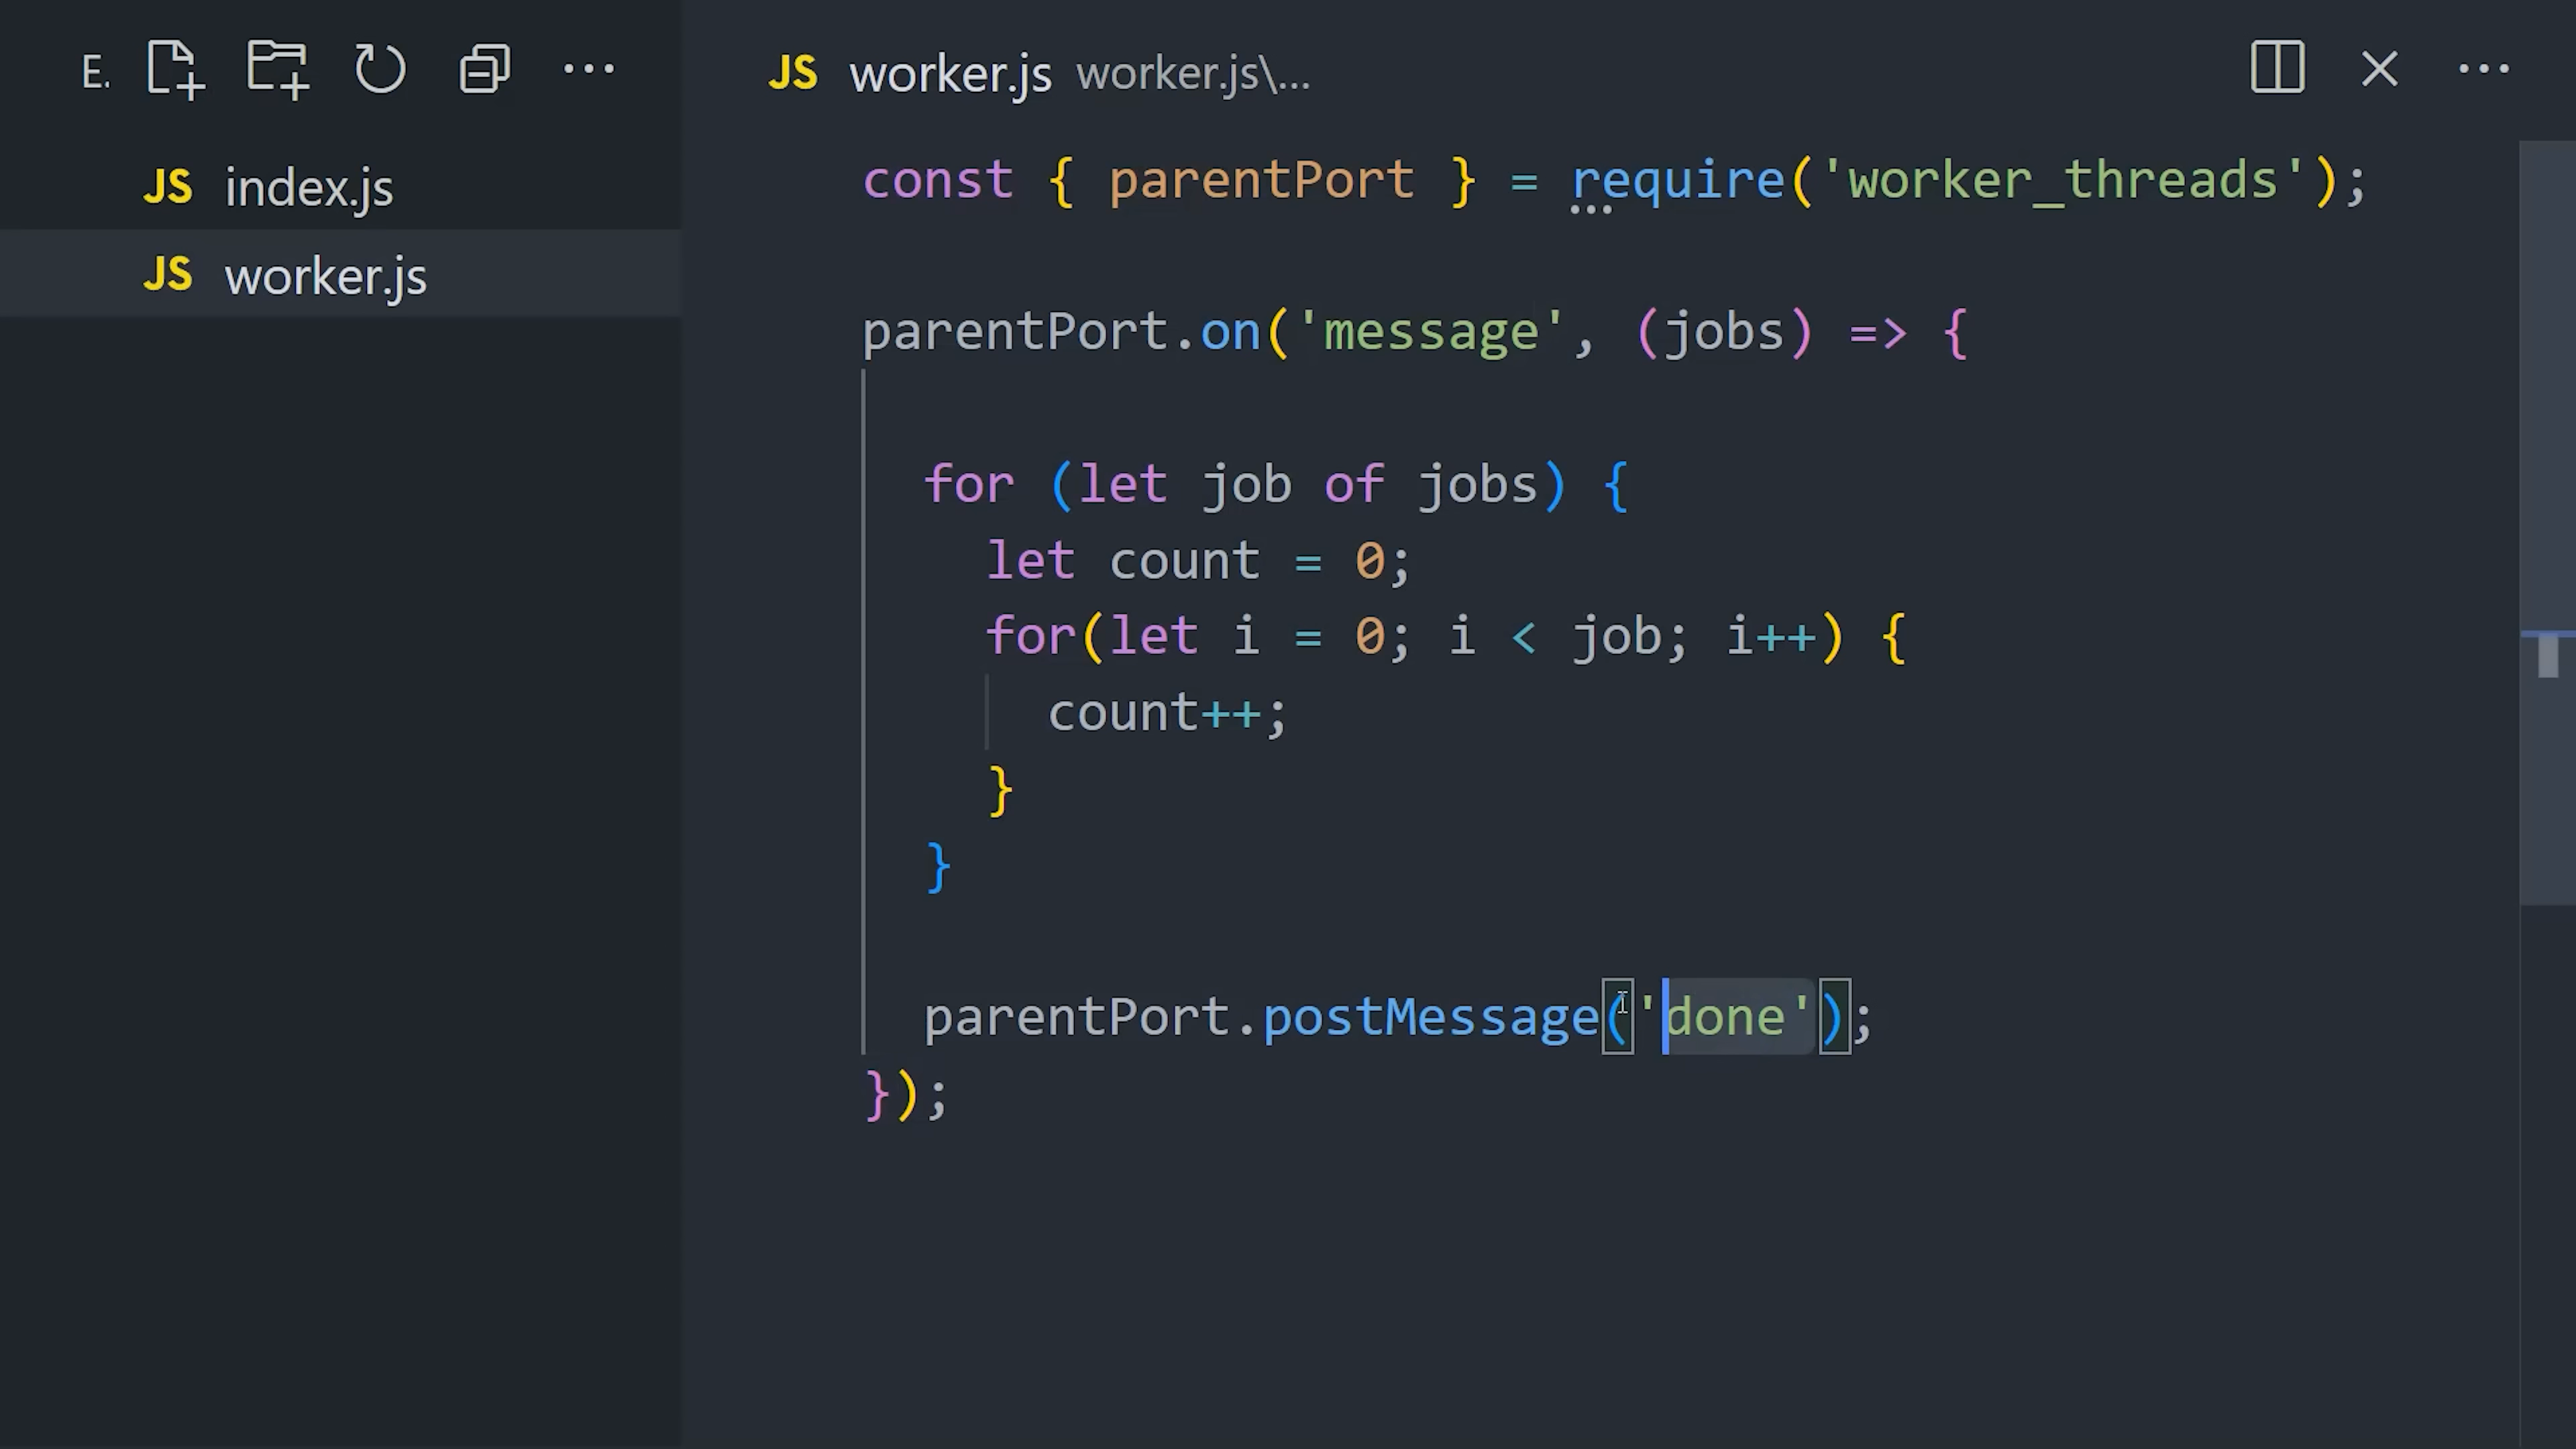 E.
JS index.js
JS worker.js
JS worker.js worker.js\...
const { parentPort } = require('worker_threads');
parentPort.on('message', (jobs) => {
for (let job of jobs) {
let count = 0;
for(let i = 0; i < job; i++) {
count++;
}
}
parentPort.postMessage('done');
});